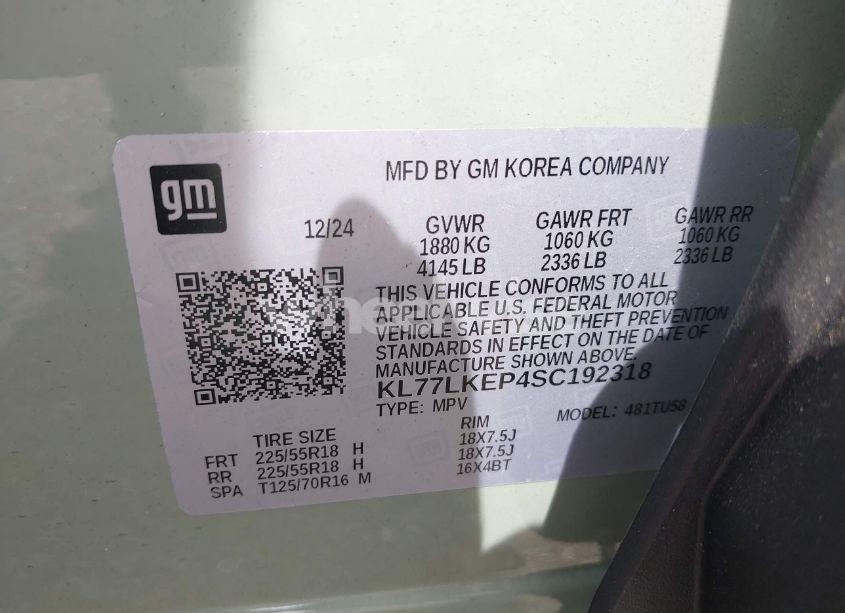 gm
MFD BY GM KOREA COMPANY
12/24
GVWR GAWR FRT GAWR RR
1880 KG 1060 KG 1060 KG
4145 LB 2336 LB 2336 LB
THIS VEHICLE CONFORMS TO ALL
APPLICABLE U.S. FEDERAL MOTOR
VEHICLE SAFETY AND THEFT PREVENTION
STANDARDS IN EFFECT ON THE DATE OF
MANUFACTURE SHOWN ABOVE.
KL77LKEP4SC192318
TYPE: MPV MODEL: 481TU58
TIRE SIZE RIM
FRT 225/55R18 H 18X7.5J
RR 225/55R18 H 18X7.5J
SPA T125/70R16 M 16X4BT